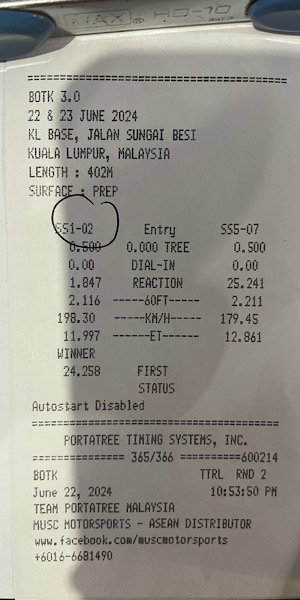 MAXI HD-10
==============================
BOTK 3.0
22 & 23 JUNE 2024
KL BASE, JALAN SUNGAI BESI
KUALA LUMPUR, MALAYSIA
LENGTH : 402M
SURFACE : PREP
SS1-02 Entry SS5-07
0.500 0.000 TREE 0.500
0.00 DIAL-IN 0.00
1.847 REACTION 25.241
2.116 ------60FT------ 2.211
198.30 ------KM/H------ 179.45
11.997 ------ET------ 12.861
WINNER
24.258 FIRST
STATUS
Autostart Disabled
==============================
PORTATREE TIMING SYSTEMS, INC.
============ 365/366 ==========600214
BOTK TTRL RND 2
June 22, 2024 10:53:50 PM
TEAM PORTATREE MALAYSIA
MUSC MOTORSPORTS - ASEAN DISTRIBUTOR
www.facebook.com/muscmotorsports
+6016-6681490